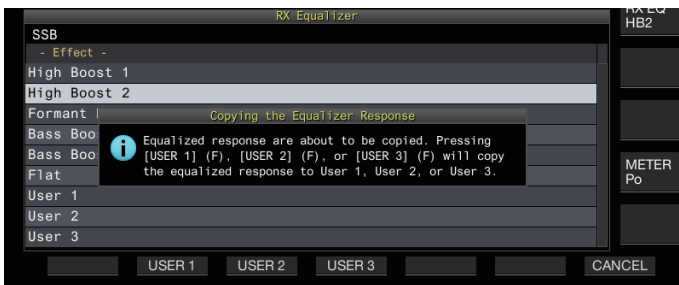 RX Equalizer
RX EQ
HB2
SSB
- Effect -
High Boost 1
High Boost 2
Formant
Copying the Equalizer Response
Bass Boo
Equalized response are about to be copied. Pressing
[USER 1] (F), [USER 2] (F), or [USER 3] (F) will copy
the equalized response to User 1, User 2, or User 3.
Bass Boo
Flat
METER
Po
User 1
User 2
User 3
USER 1 USER 2 USER 3 CANCEL